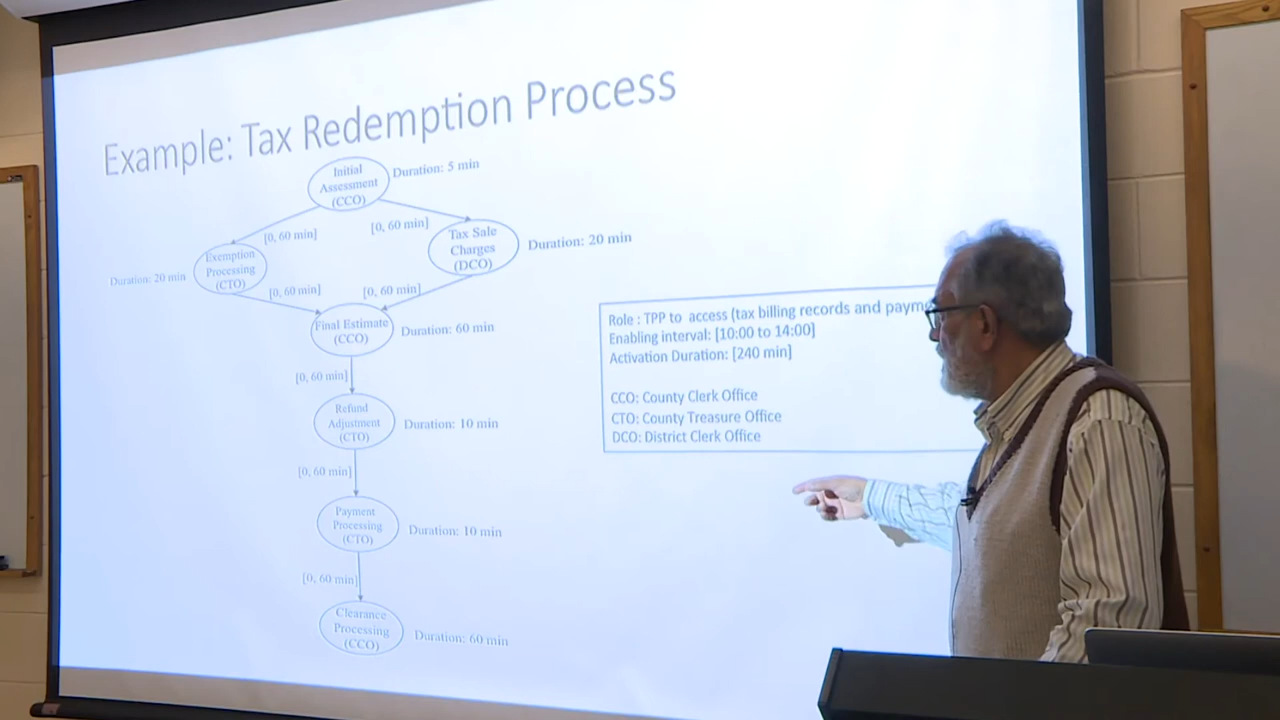 Example: Tax Redemption Process
Initial
Assessment
(CCO)
Duration: 5 min
[0, 60 min]
[0, 60 min]
Exemption
Processing
(CTO)
Duration: 20 min
Tax Sale
Charges
(DCO)
Duration: 20 min
[0, 60 min]
[0, 60 min]
Final Estimate
(CCO)
Duration: 60 min
[0, 60 min]
Refund
Adjustment
(CTO)
Duration: 10 min
[0, 60 min]
Payment
Processing
(CTO)
Duration: 10 min
[0, 60 min]
Clearance
Processing
(CCO)
Duration: 60 min
Role : TPP to access (tax billing records and
Enabling interval: [10:00 to 14:00]
Activation Duration: [240 min]
CCO: County Clerk Office
CTO: County Treasure Office
DCO: District Clerk Office